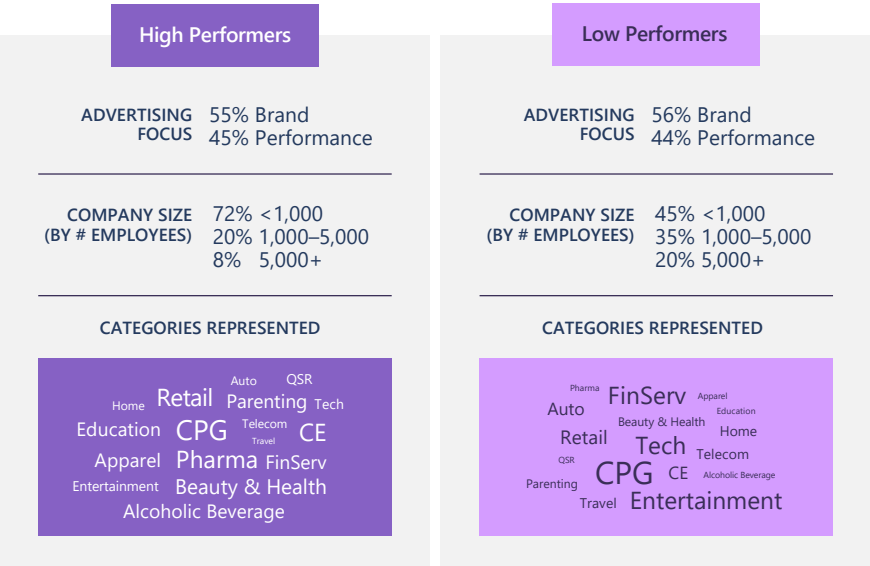 High Performers
ADVERTISING
FOCUS
55% Brand
45% Performance
COMPANY SIZE
(BY # EMPLOYEES)
72% <1,000
20% 1,000–5,000
8% 5,000+
CATEGORIES REPRESENTED
Auto QSR
Home Retail Parenting Tech
Education CPG Telecom CE
Travel
Apparel Pharma FinServ
Entertainment Beauty & Health
Alcoholic Beverage
Low Performers
ADVERTISING
FOCUS
56% Brand
44% Performance
COMPANY SIZE
(BY # EMPLOYEES)
45% <1,000
35% 1,000–5,000
20% 5,000+
CATEGORIES REPRESENTED
Pharma FinServ Apparel
Auto Education
Beauty & Health Home
Retail Tech Telecom
QSR CPG CE Alcoholic Beverage
Parenting
Travel Entertainment